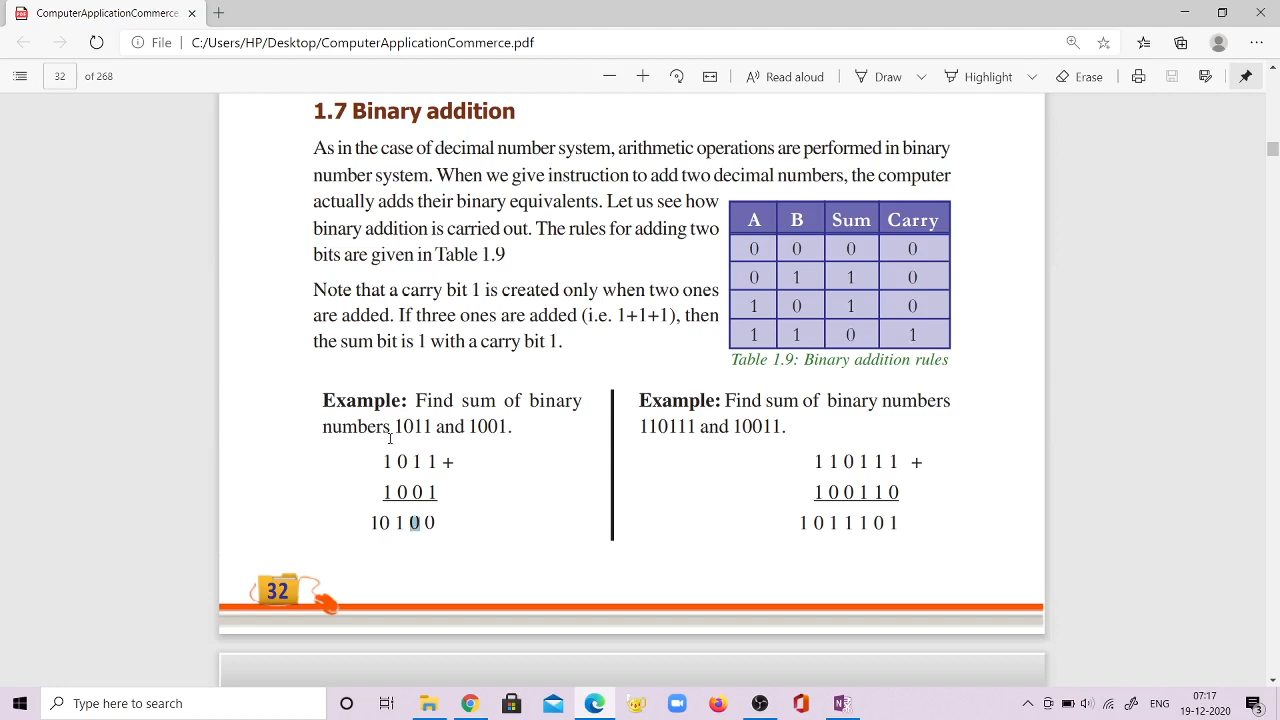 ComputerApplicationCommerce.pdf
File C:/Users/HP/Desktop/ComputerApplicationCommerce.pdf
32 of 268 Read aloud Draw Highlight Erase
1.7 Binary addition
As in the case of decimal number system, arithmetic operations are performed in binary
number system. When we give instruction to add two decimal numbers, the computer
actually adds their binary equivalents. Let us see how
binary addition is carried out. The rules for adding two
bits are given in Table 1.9
Note that a carry bit 1 is created only when two ones
are added. If three ones are added (i.e. 1+1+1), then
the sum bit is 1 with a carry bit 1.
A B Sum Carry
0 0 0 0
0 1 1 0
1 0 1 0
1 1 0 1
Table 1.9: Binary addition rules
Example: Find sum of binary
numbers 1011 and 1001.
1 0 1 1 +
1 0 0 1
10 1 0 0
Example: Find sum of binary numbers
110111 and 10011.
1 1 0 1 1 1 +
1 0 0 1 1 0
1 0 1 1 1 0 1
32
Type here to search
ENG
07:17
19-12-2020
3